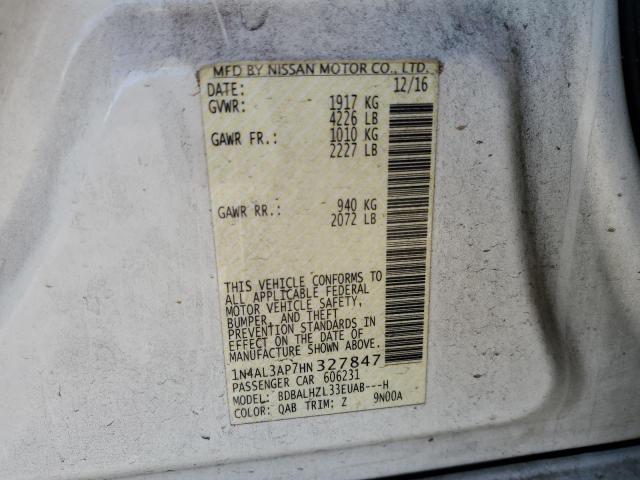 MFD BY NISSAN MOTOR CO., LTD.
DATE: 12/16
GVWR: 1917 KG
4226 LB
GAWR FR.: 1010 KG
2227 LB
GAWR RR.: 940 KG
2072 LB
THIS VEHICLE CONFORMS TO
ALL APPLICABLE FEDERAL
MOTOR VEHICLE SAFETY,
BUMPER, AND THEFT
PREVENTION STANDARDS IN
EFFECT ON THE DATE OF
MANUFACTURE SHOWN ABOVE.
1N4AL3AP7HN327847
PASSENGER CAR 606231
MODEL: BDBALHZL33EUAB---H
COLOR: QAB TRIM: Z 9N00A